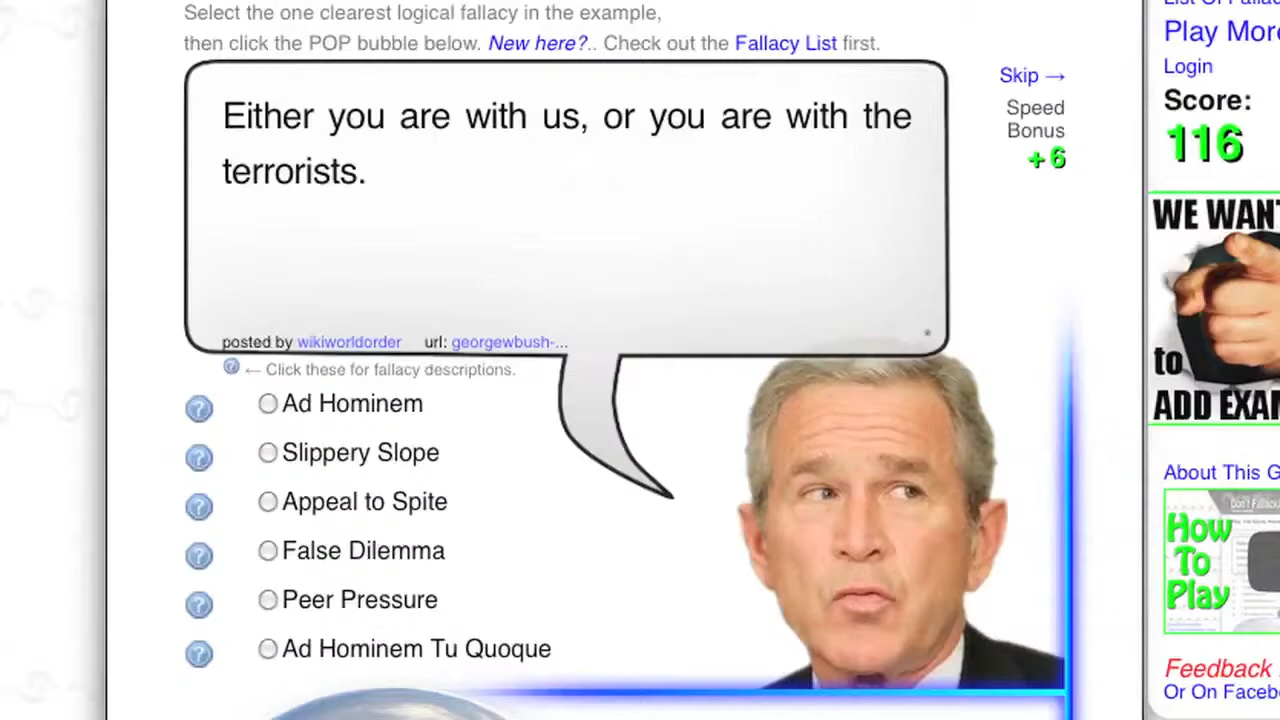 Select the one clearest logical fallacy in the example,
then click the POP bubble below. New here?.. Check out the Fallacy List first.
Either you are with us, or you are with the
terrorists.
posted by wikiworldorder url: georgewbush-... *
← Click these for fallacy descriptions.
? Ad Hominem
? Slippery Slope
? Appeal to Spite
? False Dilemma
? Peer Pressure
? Ad Hominem Tu Quoque
Skip →
Speed
Bonus
+6
Play More
Login
Score:
116
WE WANT
to
ADD EXAM
About This G
How
To
Play
Feedback
Or On Faceb